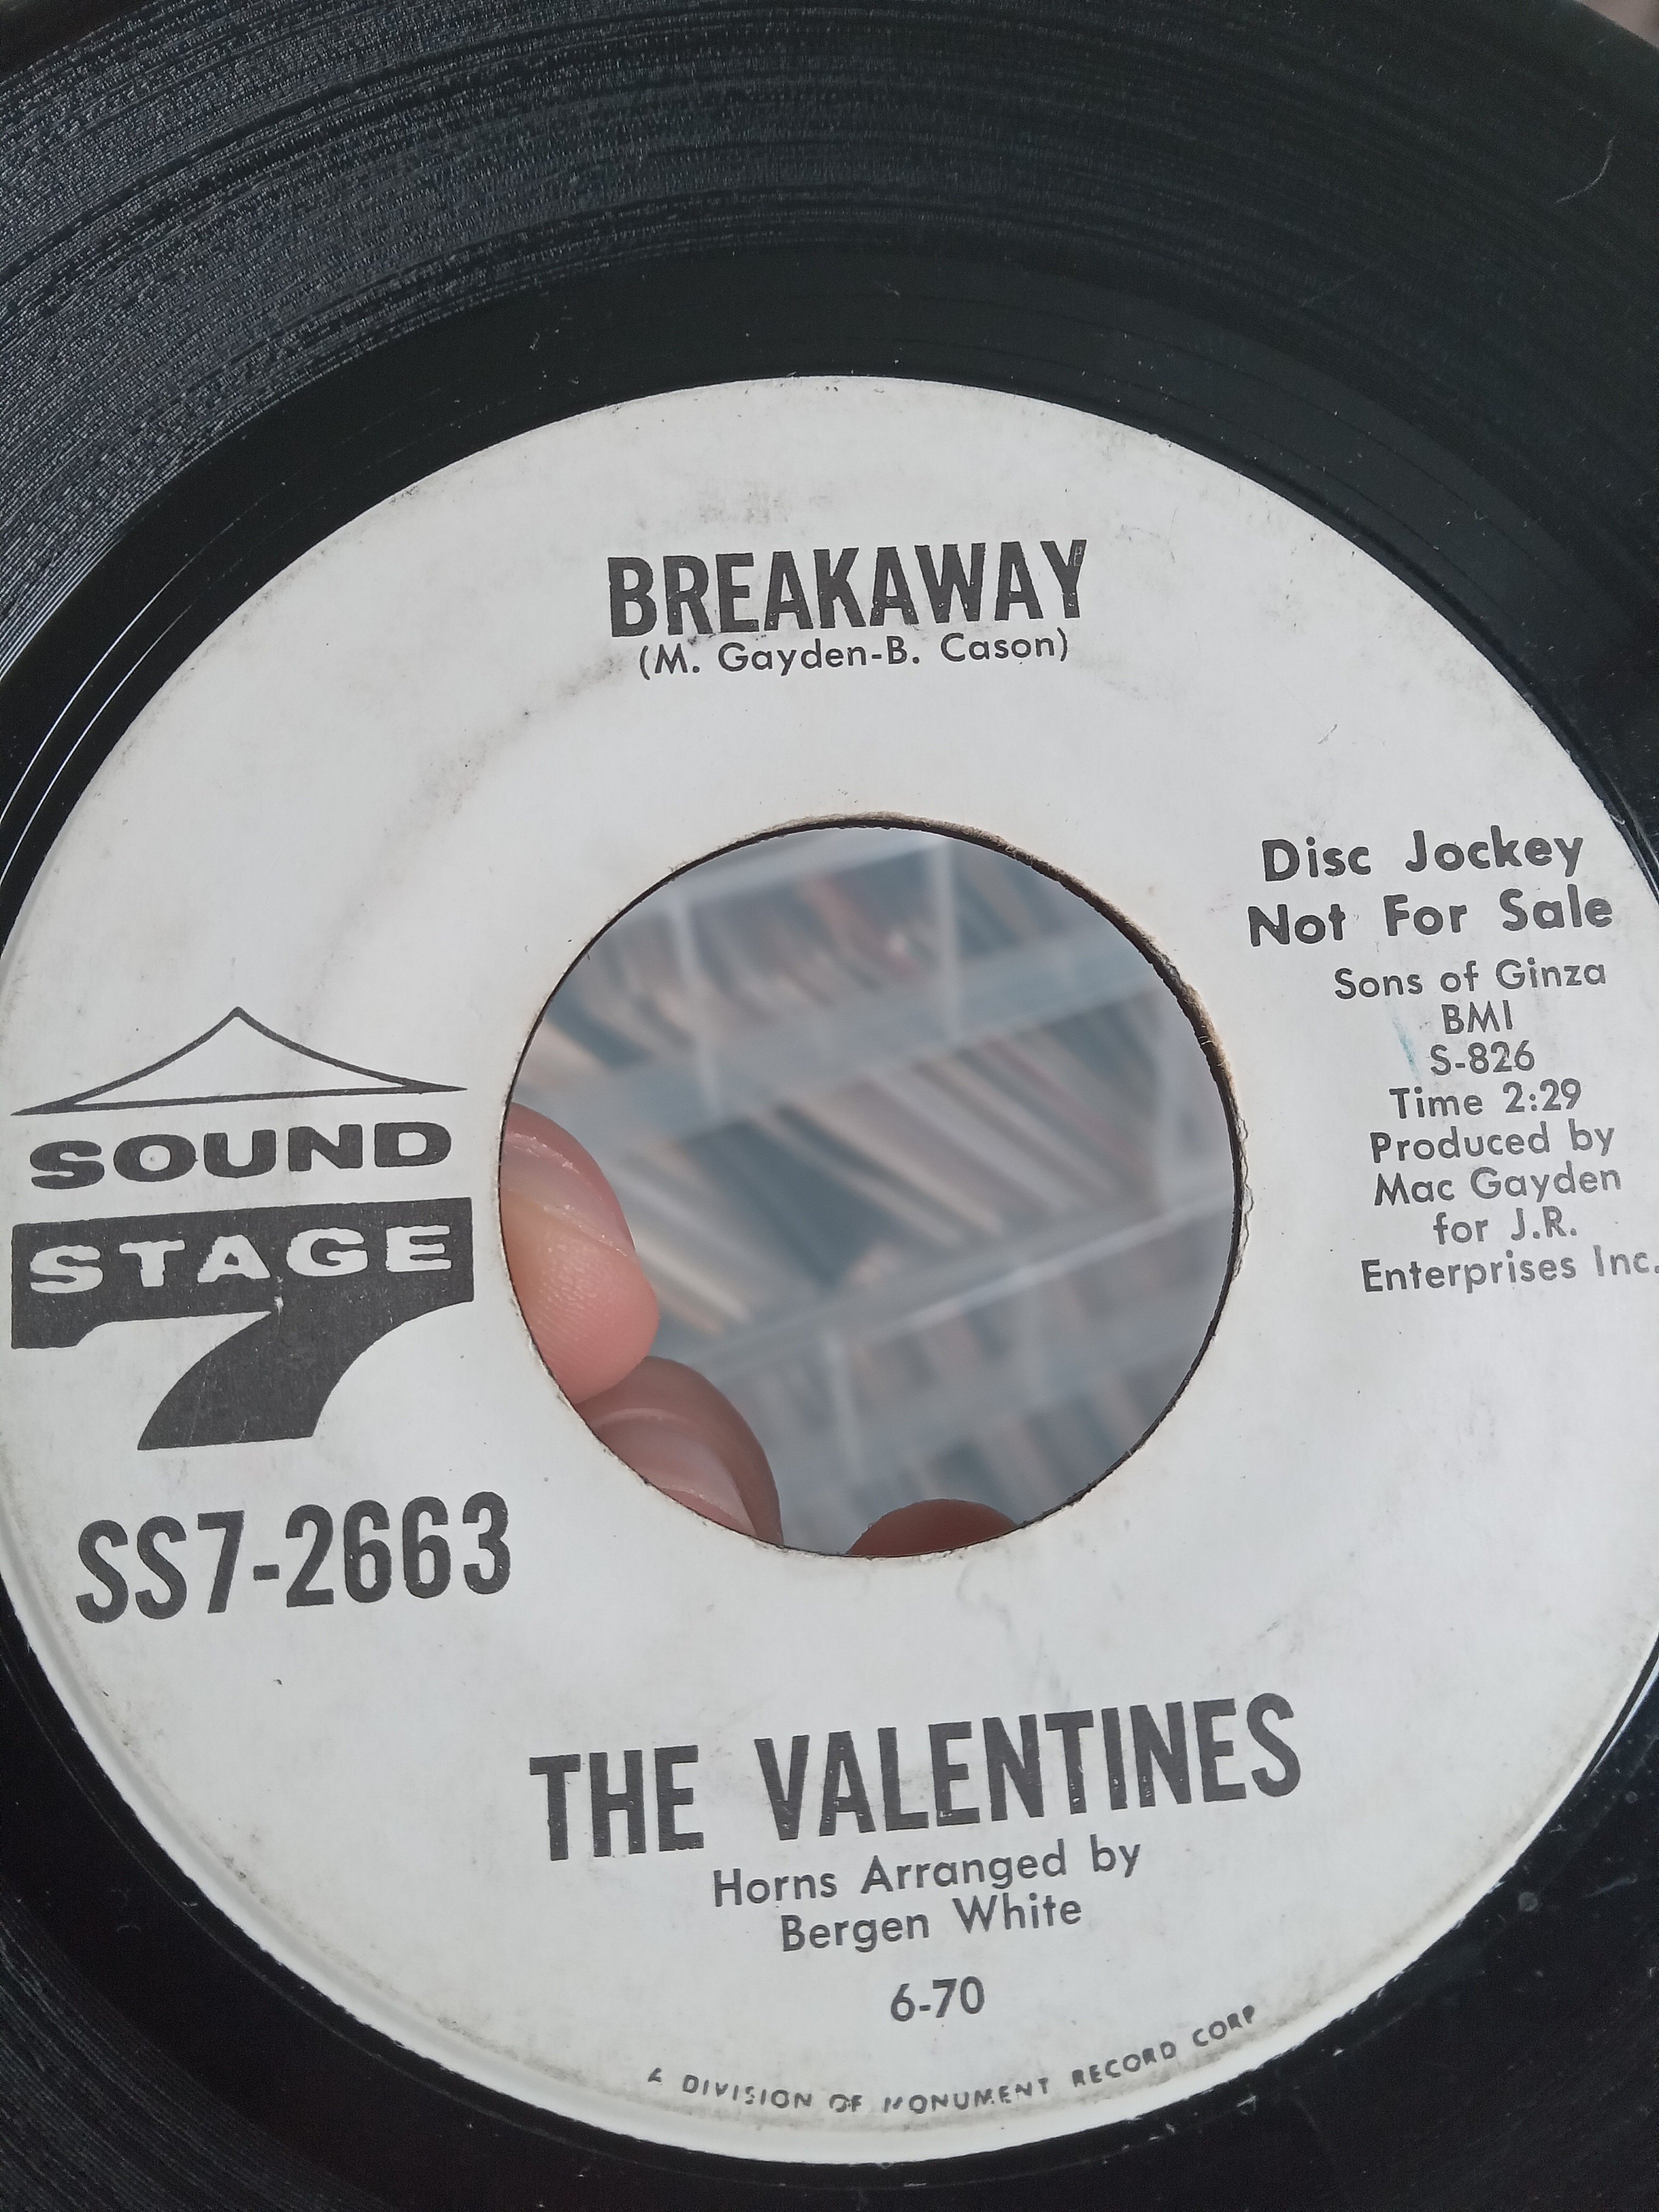 BREAKAWAY
(M. Gayden-B. Cason)
Disc Jockey
Not For Sale
Sons of Ginza
BMI
S-826
Time 2:29
Produced by
Mac Gayden
for J.R.
Enterprises Inc.
SOUND
STAGE
7
SS7-2663
THE VALENTINES
Horns Arranged by
Bergen White
6-70
A DIVISION OF MONUMENT RECORD CORP